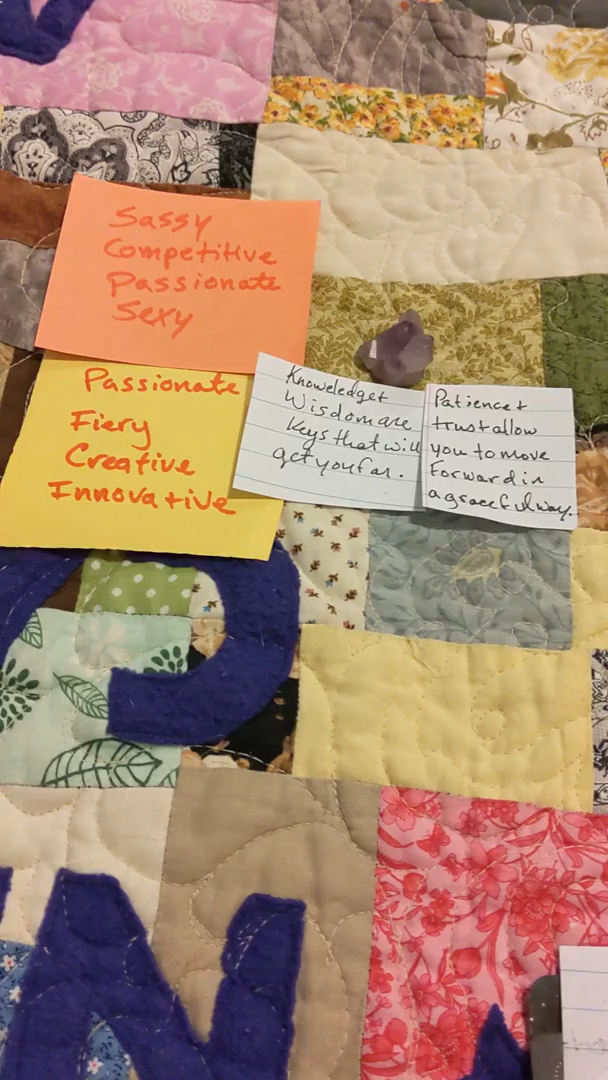 Sassy
Competitive
Passionate
Sexy
Passionate
Fiery
Creative
Innovative
Knoweledget
Wisdom are
Keys that will
get you far.
Patience +
trust allow
you to move
forward in
a graceful way.
N